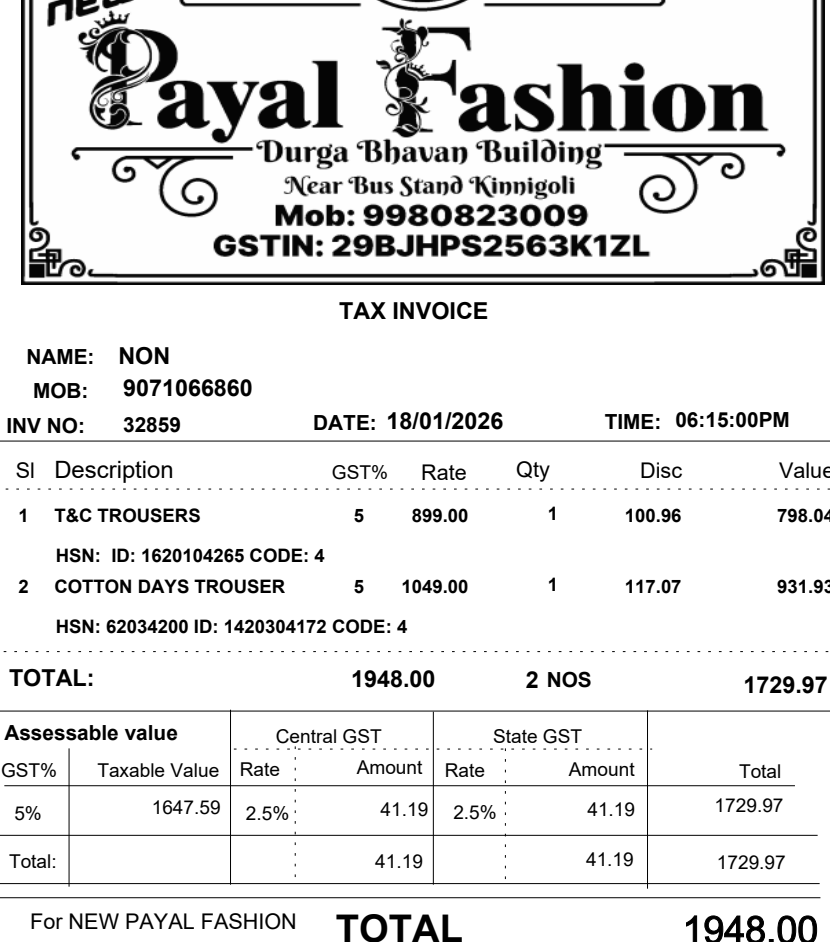 new
Payal Fashion
Durga Bhavan Building
Near Bus Stand Kinnigoli
Mob: 9980823009
GSTIN: 29BJHPS2563K1ZL
TAX INVOICE
NAME: NON
MOB: 9071066860
INV NO: 32859 DATE: 18/01/2026 TIME: 06:15:00PM
Sl Description GST% Rate Qty Disc Value
1 T&C TROUSERS 5 899.00 1 100.96 798.04
HSN: ID: 1620104265 CODE: 4
2 COTTON DAYS TROUSER 5 1049.00 1 117.07 931.93
HSN: 62034200 ID: 1420304172 CODE: 4
TOTAL: 1948.00 2 NOS 1729.97
Assessable value Central GST State GST
GST% Taxable Value Rate Amount Rate Amount Total
5% 1647.59 2.5% 41.19 2.5% 41.19 1729.97
Total: 41.19 41.19 1729.97
For NEW PAYAL FASHION TOTAL 1948.00